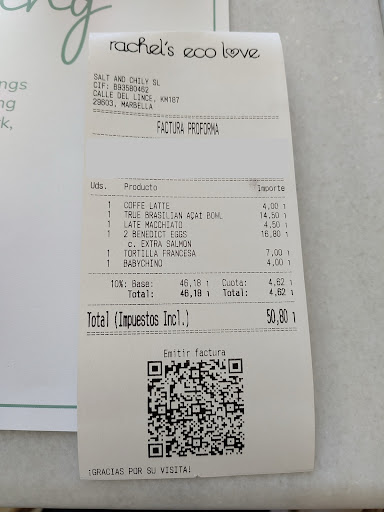 ng
ngs
ng
k,
rachel's eco love
SALT AND CHILY SL
CIF: B93580462
CALLE DEL LINCE, KM187
29603, MARBELLA
FACTURA PROFORMA
Uds. Producto Importe
1 COFFE LATTE 4,00 1
1 TRUE BRASILIAN AÇAÍ BOWL 14,50 1
1 LATE MACCHIATO 4,50 1
1 2 BENEDICT EGGS 16,80 1
c. EXTRA SALMON
1 TORTILLA FRANCESA 7,00 1
1 BABYCHINO 4,00 1
10%: Base: 46,18 1 Cuota: 4,62 1
Total: 46,18 1 Total: 4,62 1
Total (Impuestos Incl.) 50,80 1
Emitir factura
¡GRACIAS POR SU VISITA!